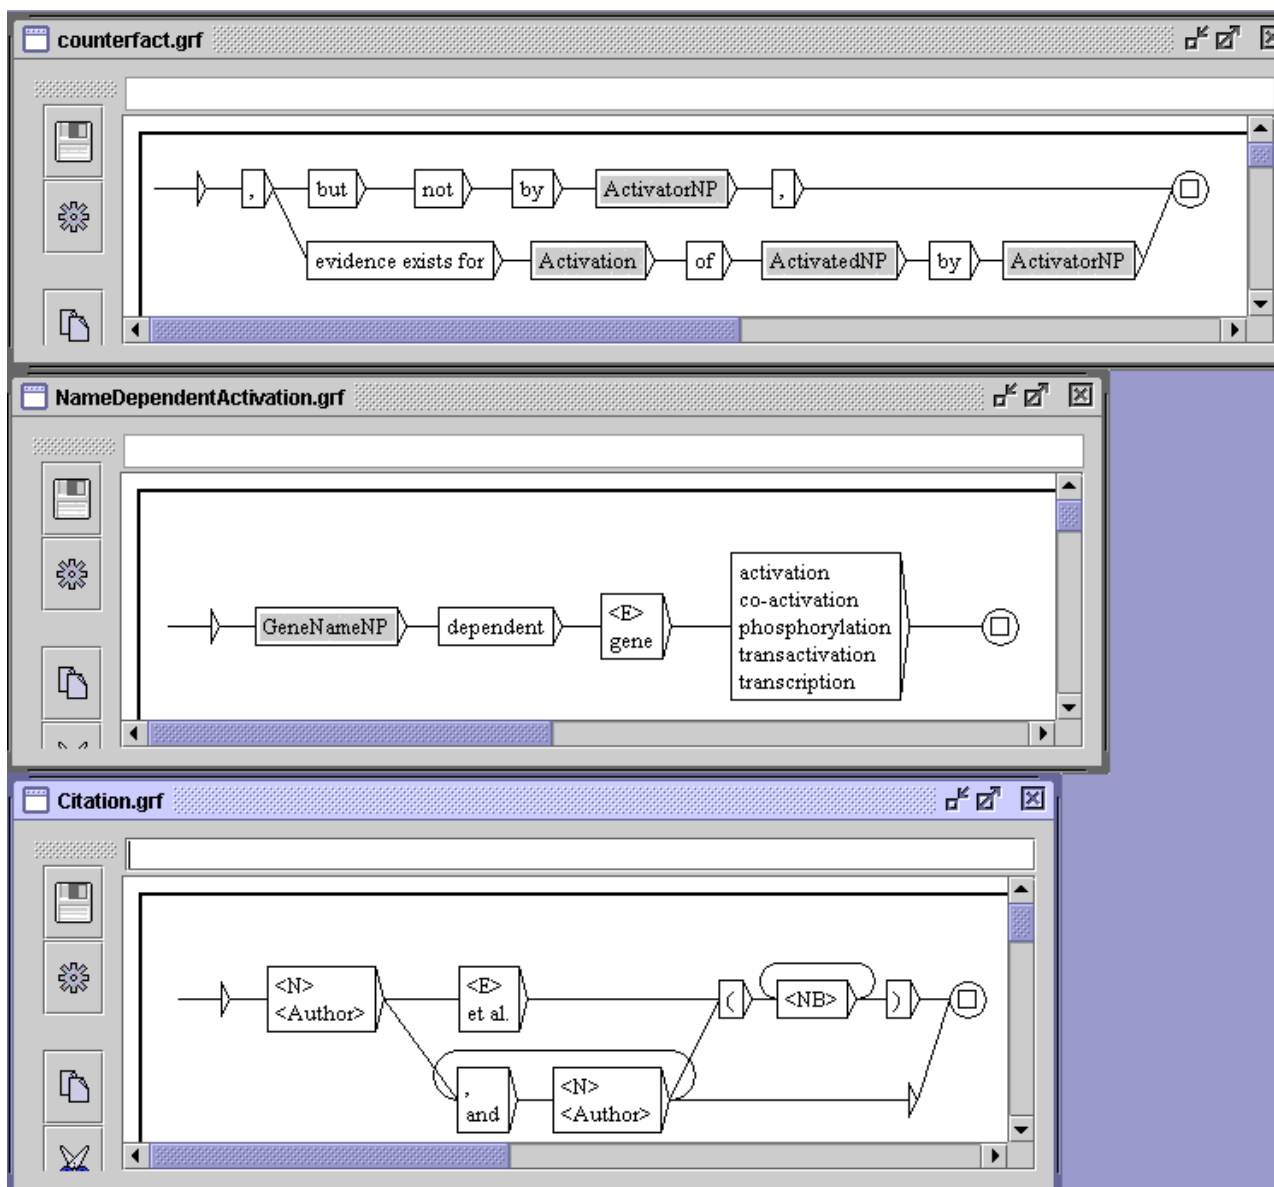 counterfact.grf
, but not by ActivatorNP ,
evidence exists for Activation of ActivatedNP by ActivatorNP
NameDependentActivation.grf
GeneNameNP dependent
<E>
gene
activation
co-activation
phosphorylation
transactivation
transcription
Citation.grf
<N>
<Author>
<E>
et al.
( <NB> )
,
and
<N>
<Author>